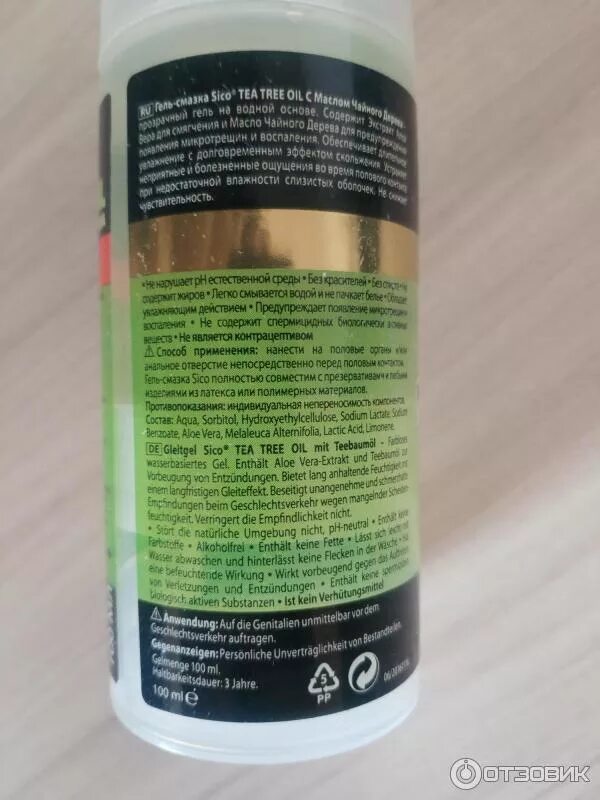 RU Гель-смазка Sico® TEA TREE OIL С Маслом Чайного Дерева
прозрачный гель на водной основе. Содержит Экстракт Алоэ
Вера для смягчения и Масло Чайного Дерева для предупреждения
появления микротрещин и воспаления. Обеспечивает длительное
увлажнение с долговременным эффектом скольжения. Устраняет
неприятные и болезненные ощущения во время полового контакта
при недостаточной влажности слизистых оболочек. Не снижает
чувствительность.
• Не нарушает pH естественной среды • Без красителей • Без спирта • Не
содержит жиров • Легко смывается водой и не пачкает белье • Обладает
увлажняющим действием • Предупреждает появление микротрещин и
воспаления • Не содержит спермицидных биологически активных
веществ • Не является контрацептивом
⚠ Способ применения: нанести на половые органы и/или
анальное отверстие непосредственно перед половым контактом.
Гель-смазка Sico полностью совместим с презервативами и любыми
изделиями из латекса или полимерных материалов.
Противопоказания: индивидуальная непереносимость компонентов.
Состав: Aqua, Sorbitol, Hydroxyethylcellulose, Sodium Lactate, Sodium
Benzoate, Aloe Vera, Melaleuca Alternifolia, Lactic Acid, Limonene.
DE Gleitgel Sico® TEA TREE OIL mit Teebaumöl - Farbloses
wasserbasiertes Gel. Enthält Aloe Vera-Extrakt und Teebaumöl zur
Vorbeugung von Entzündungen. Bietet lang anhaltende Feuchtigkeit mit
einem langfristigen Gleiteffekt. Beseitigt unangenehme und schmerzhafte
Empfindungen beim Geschlechtsverkehr wegen mangelnder Scheiden-
feuchtigkeit. Verringert die Empfindlichkeit nicht.
• Stört die natürliche Umgebung nicht, pH-neutral • Enthält keine
Farbstoffe • Alkoholfrei • Enthält keine Fette • Lässt sich leicht mit
Wasser abwaschen und hinterlässt keine Flecken in der Wäsche • Hat
eine befeuchtende Wirkung • Wirkt vorbeugend gegen das Auftreten
von Verletzungen und Entzündungen • Enthält keine spermiziden
biologisch aktiven Substanzen • Ist kein Verhütungsmittel
⚠ Anwendung: Auf die Genitalien unmittelbar vor dem
Geschlechtsverkehr auftragen.
Gegenanzeigen: Persönliche Unverträglichkeit von Bestandteilen.
Gelmenge 100 ml.
Haltbarkeitsdauer: 3 Jahre.
100 ml ℮
5
PP
ОТЗОВИК